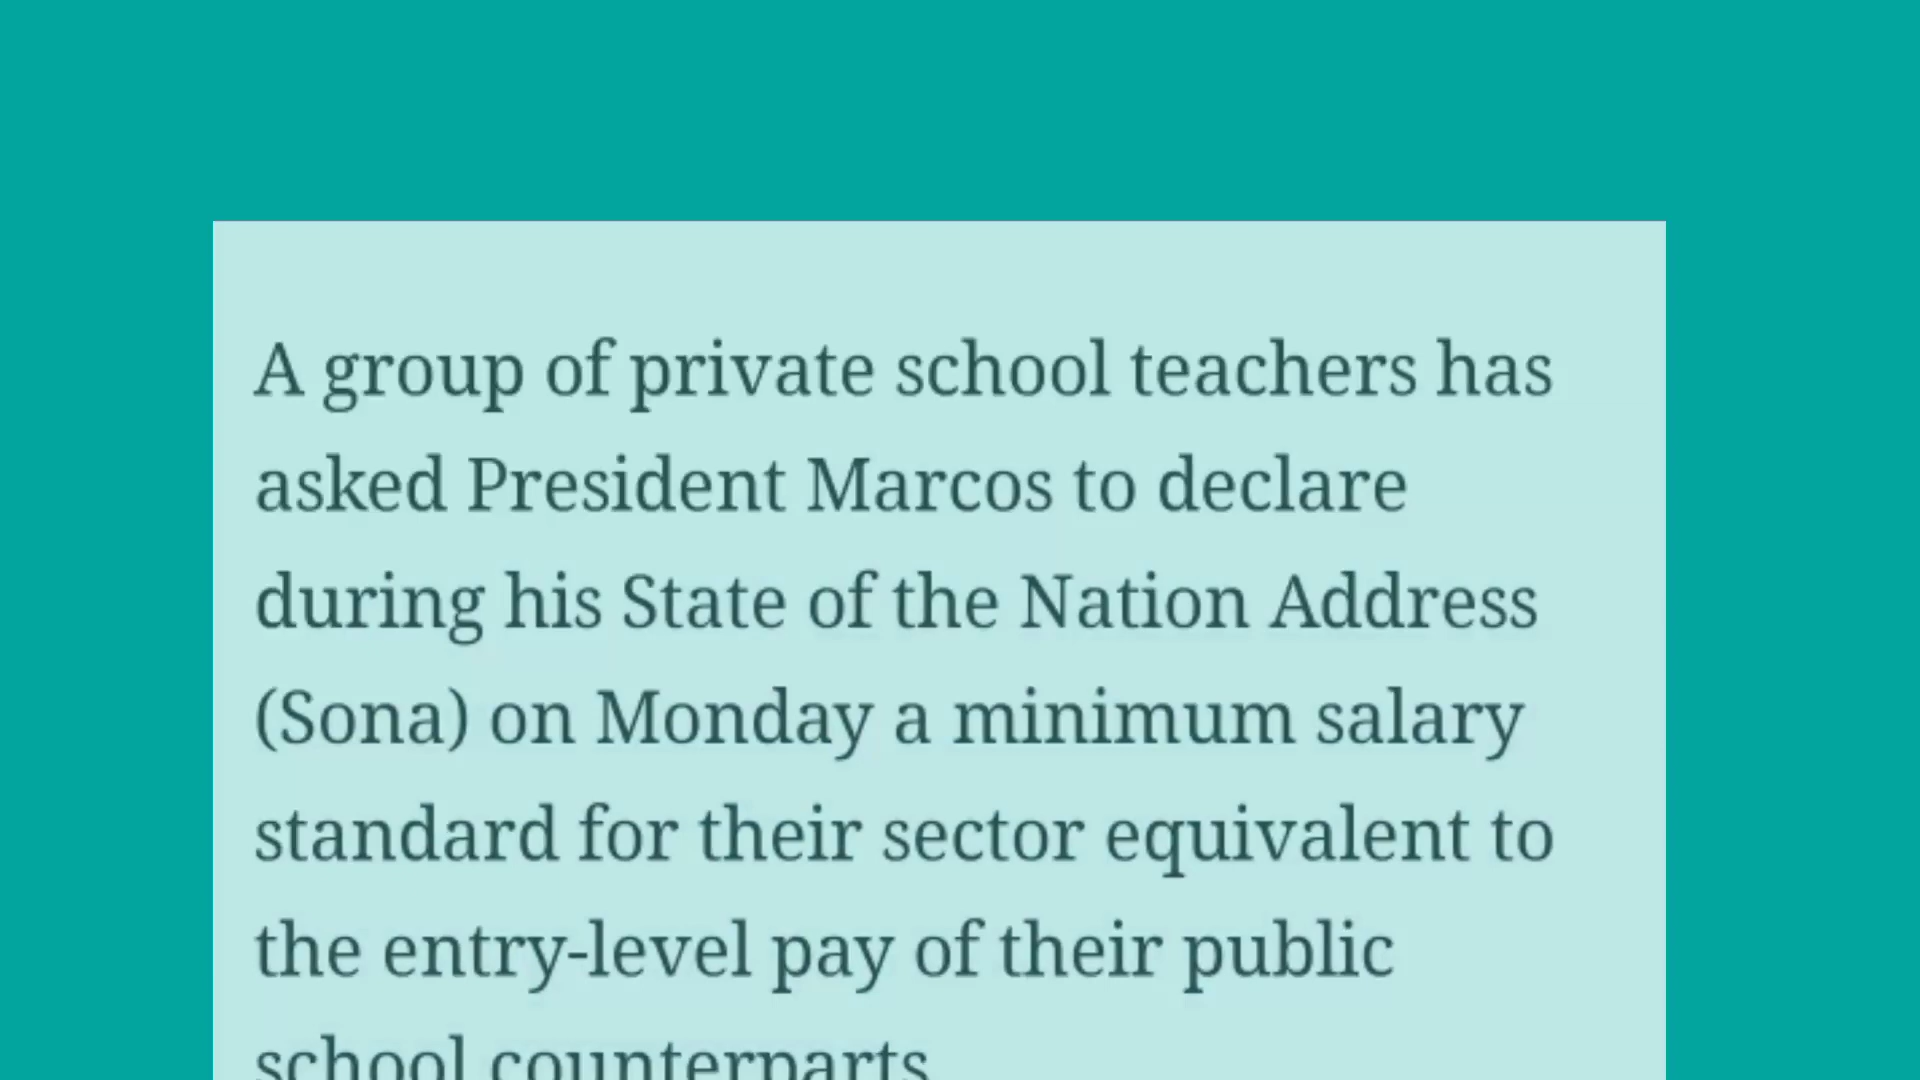 A group of private school teachers has
asked President Marcos to declare
during his State of the Nation Address
(Sona) on Monday a minimum salary
standard for their sector equivalent to
the entry-level pay of their public
school counterparts